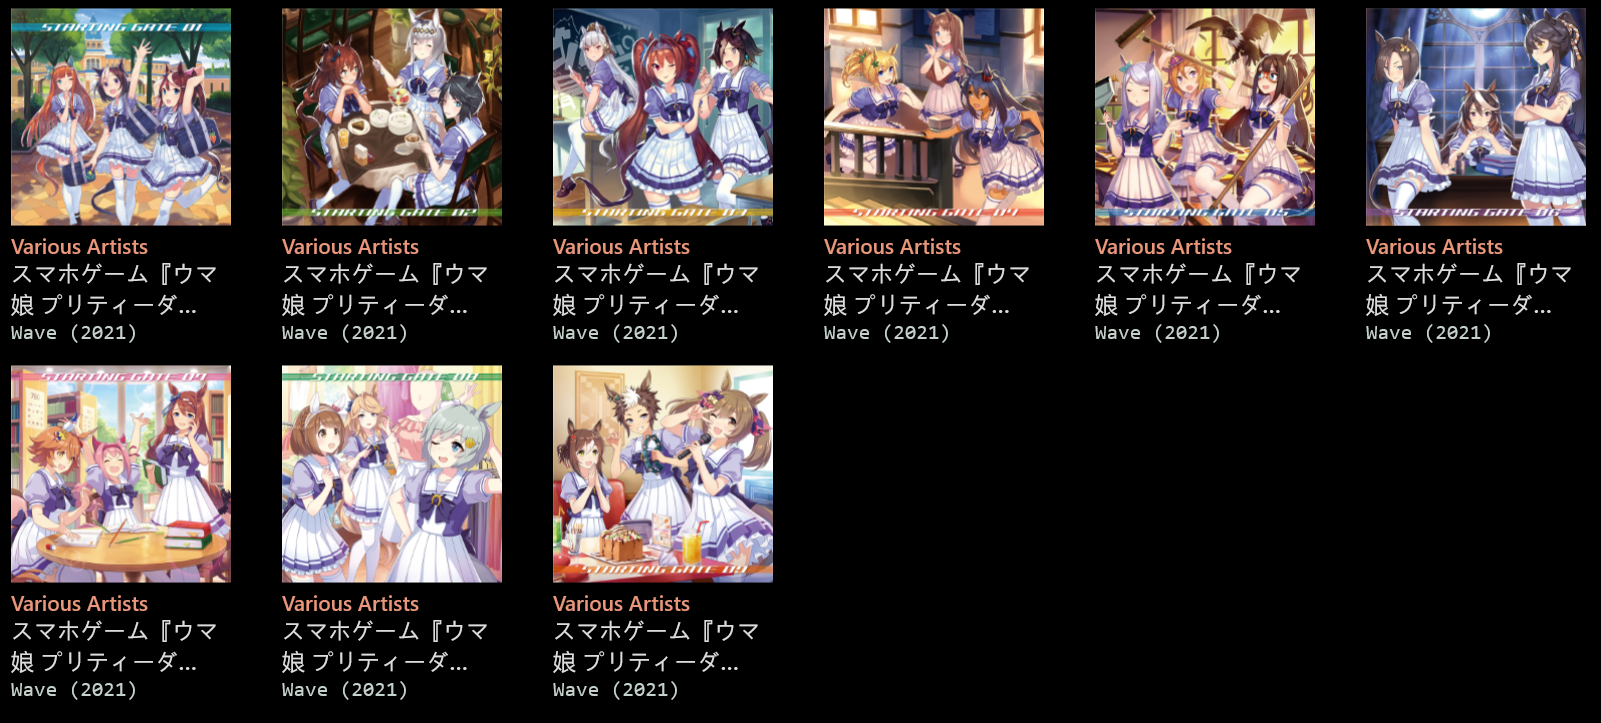 STARTING GATE 01
STARTING GATE 02
STARTING GATE 03
STARTING GATE 04
STARTING GATE 05
STARTING GATE 06
Various Artists
スマホゲーム『ウマ
娘 プリティーダ...
Wave (2021)
Various Artists
スマホゲーム『ウマ
娘 プリティーダ...
Wave (2021)
Various Artists
スマホゲーム『ウマ
娘 プリティーダ...
Wave (2021)
Various Artists
スマホゲーム『ウマ
娘 プリティーダ...
Wave (2021)
Various Artists
スマホゲーム『ウマ
娘 プリティーダ...
Wave (2021)
Various Artists
スマホゲーム『ウマ
娘 プリティーダ...
Wave (2021)
STARTING GATE 07
STARTING GATE 08
STARTING GATE 09
Various Artists
スマホゲーム『ウマ
娘 プリティーダ...
Wave (2021)
Various Artists
スマホゲーム『ウマ
娘 プリティーダ...
Wave (2021)
Various Artists
スマホゲーム『ウマ
娘 プリティーダ...
Wave (2021)